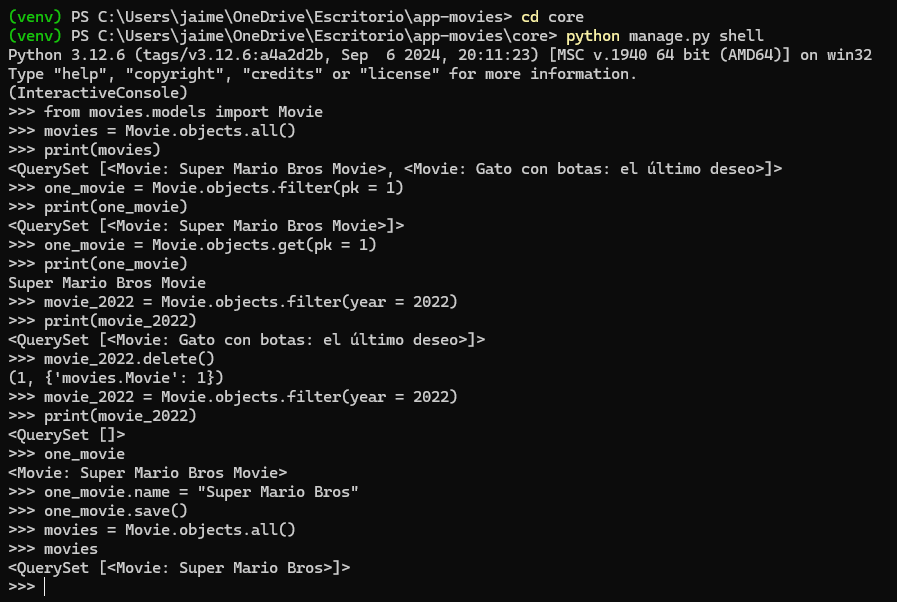 (venv) PS C:\Users\jaime\OneDrive\Escritorio\app-movies> cd core
(venv) PS C:\Users\jaime\OneDrive\Escritorio\app-movies\core> python manage.py shell
Python 3.12.6 (tags/v3.12.6:a4a2d2b, Sep  6 2024, 20:11:23) [MSC v.1940 64 bit (AMD64)] on win32
Type "help", "copyright", "credits" or "license" for more information.
(InteractiveConsole)
>>> from movies.models import Movie
>>> movies = Movie.objects.all()
>>> print(movies)
<QuerySet [<Movie: Super Mario Bros Movie>, <Movie: Gato con botas: el último deseo>]>
>>> one_movie = Movie.objects.filter(pk = 1)
>>> print(one_movie)
<QuerySet [<Movie: Super Mario Bros Movie>]>
>>> one_movie = Movie.objects.get(pk = 1)
>>> print(one_movie)
Super Mario Bros Movie
>>> movie_2022 = Movie.objects.filter(year = 2022)
>>> print(movie_2022)
<QuerySet [<Movie: Gato con botas: el último deseo>]>
>>> movie_2022.delete()
(1, {'movies.Movie': 1})
>>> movie_2022 = Movie.objects.filter(year = 2022)
>>> print(movie_2022)
<QuerySet []>
>>> one_movie
<Movie: Super Mario Bros Movie>
>>> one_movie.name = "Super Mario Bros"
>>> one_movie.save()
>>> movies = Movie.objects.all()
>>> movies
<QuerySet [<Movie: Super Mario Bros>]>
>>>